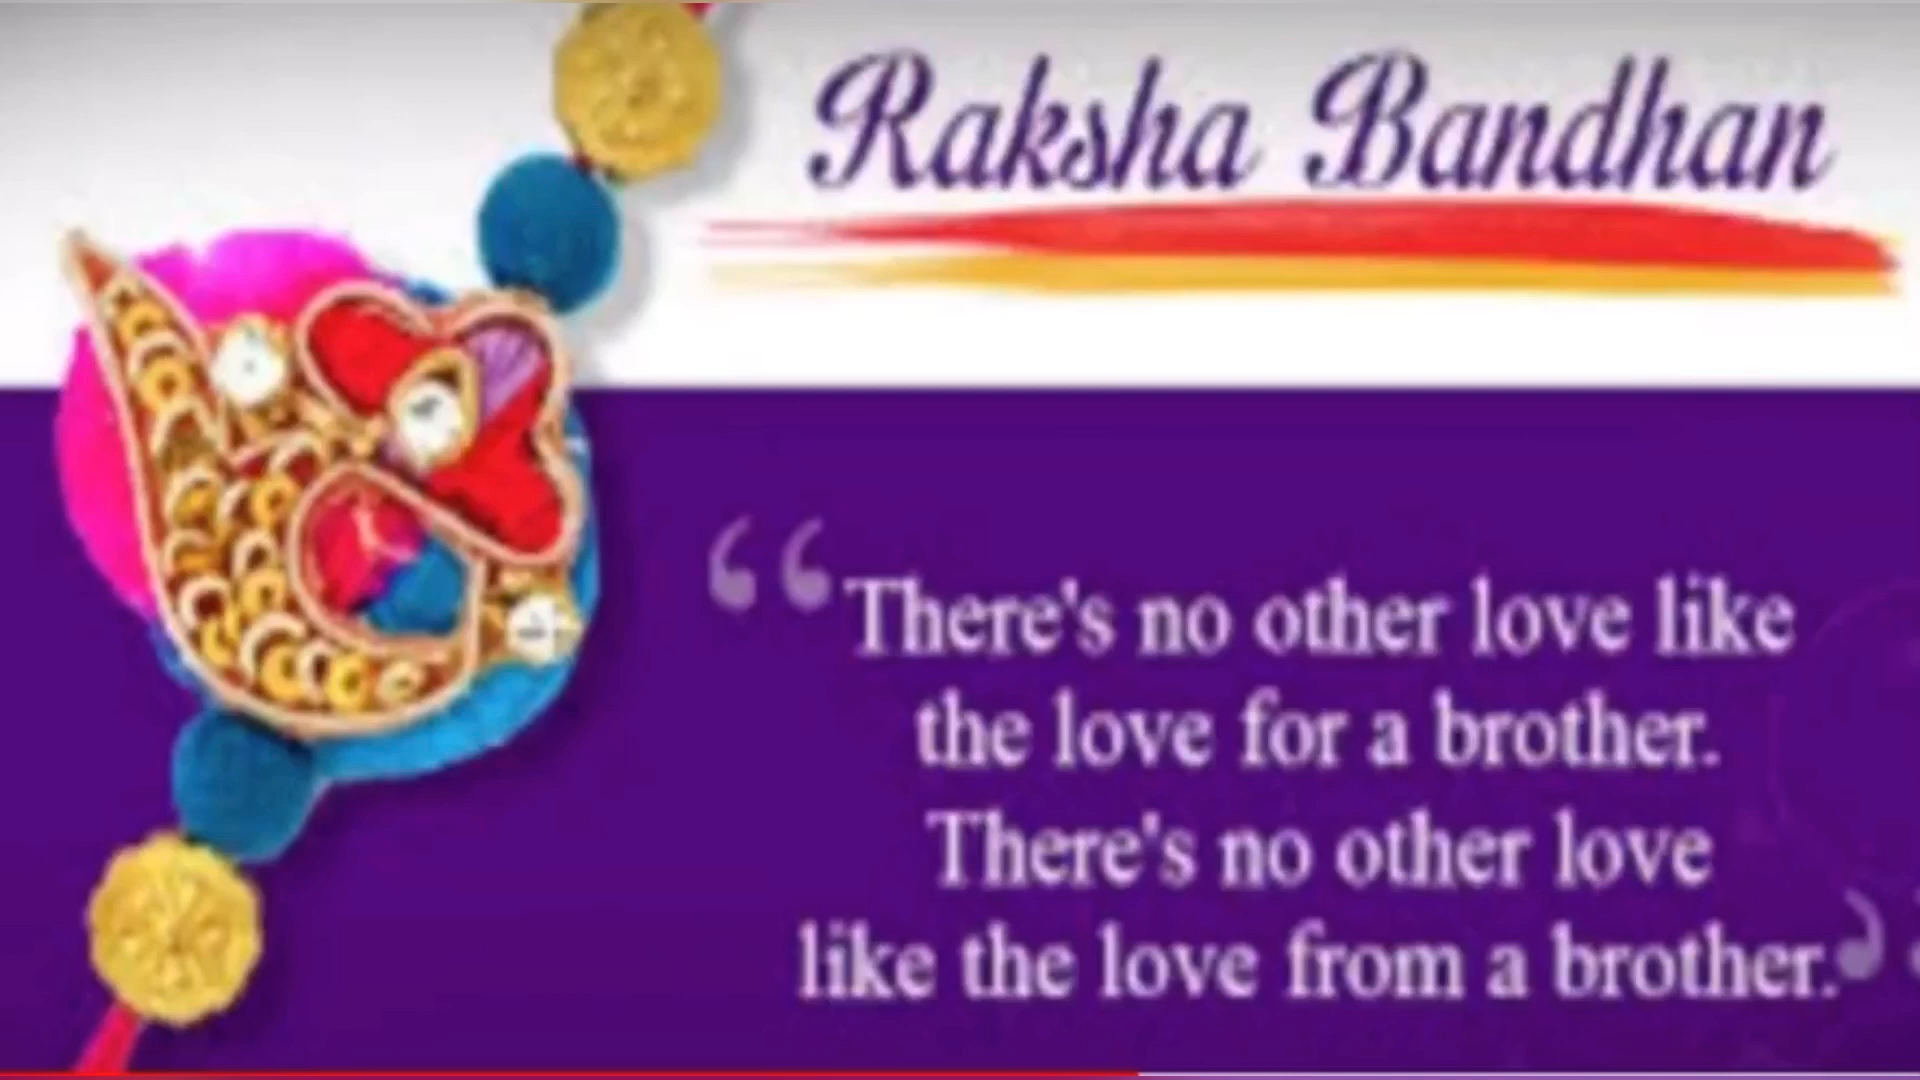 Raksha Bandhan
“There's no other love like
the love for a brother.
There's no other love
like the love from a brother.”